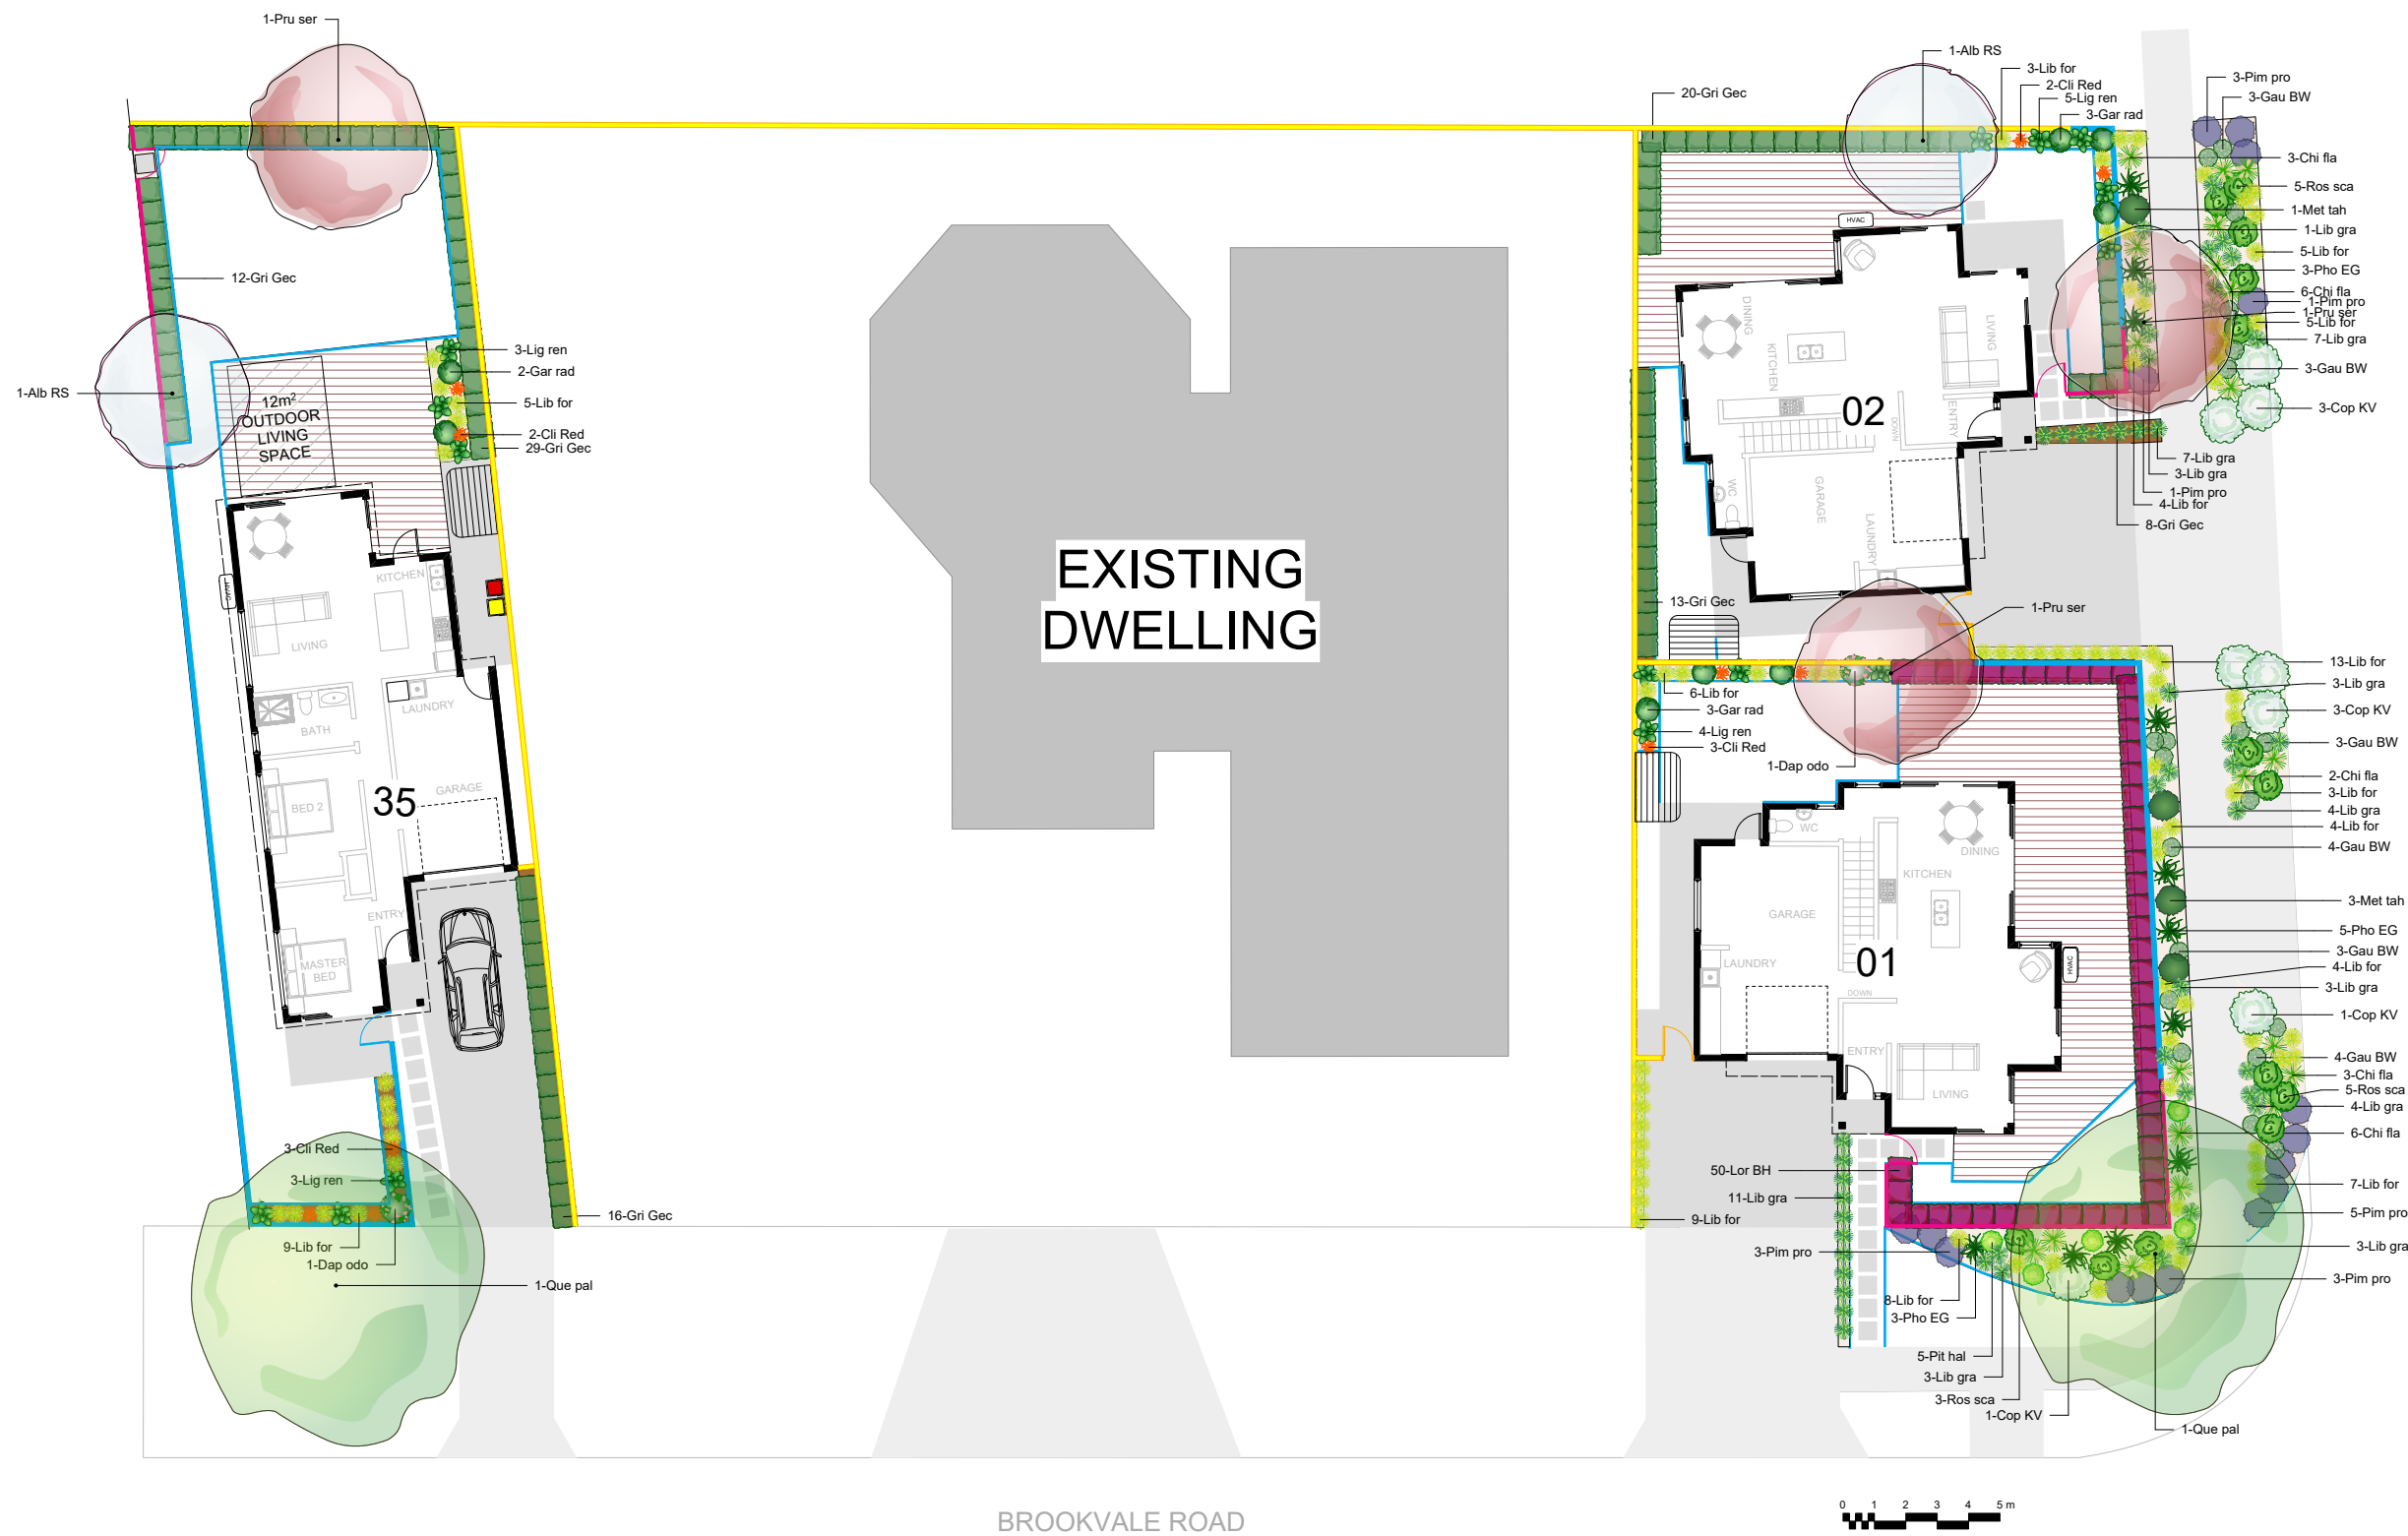 1-Pru ser
12-Gri Gec
1-Alb RS
12m²
OUTDOOR
LIVING
SPACE
3-Lig ren
2-Gar rad
5-Lib for
2-Cli Red
29-Gri Gec
HVAC
KITCHEN
LIVING
LAUNDRY
BATH
BED 2
35
GARAGE
ENTRY
MASTER
BED
3-Cli Red
3-Lig ren
9-Lib for
1-Dap odo
16-Gri Gec
1-Que pal
EXISTING
DWELLING
20-Gri Gec
1-Alb RS
3-Lib for
2-Cli Red
5-Lig ren
3-Gar rad
HVAC
DINING
KITCHEN
LIVING
02
ENTRY
DOWN
WC
GARAGE
LAUNDRY
13-Gri Gec
1-Pru ser
3-Pim pro
3-Gau BW
3-Chi fla
5-Ros sca
1-Met tah
1-Lib gra
5-Lib for
3-Pho EG
6-Chi fla
1-Pim pro
1-Pru ser
5-Lib for
7-Lib gra
3-Gau BW
3-Cop KV
7-Lib gra
3-Lib gra
1-Pim pro
4-Lib for
8-Gri Gec
6-Lib for
3-Gar rad
4-Lig ren
3-Cli Red
1-Dap odo
WC
DINING
KITCHEN
GARAGE
LAUNDRY
01
HVAC
DOWN
ENTRY
LIVING
13-Lib for
3-Lib gra
3-Cop KV
3-Gau BW
2-Chi fla
3-Lib for
4-Lib gra
4-Lib for
4-Gau BW
3-Met tah
5-Pho EG
3-Gau BW
4-Lib for
3-Lib gra
1-Cop KV
4-Gau BW
3-Chi fla
5-Ros sca
4-Lib gra
6-Chi fla
7-Lib for
5-Pim pro
3-Lib gra
3-Pim pro
50-Lor BH
11-Lib gra
9-Lib for
3-Pim pro
8-Lib for
3-Pho EG
5-Pit hal
3-Lib gra
3-Ros sca
1-Cop KV
1-Que pal
BROOKVALE ROAD
0 1 2 3 4 5 m